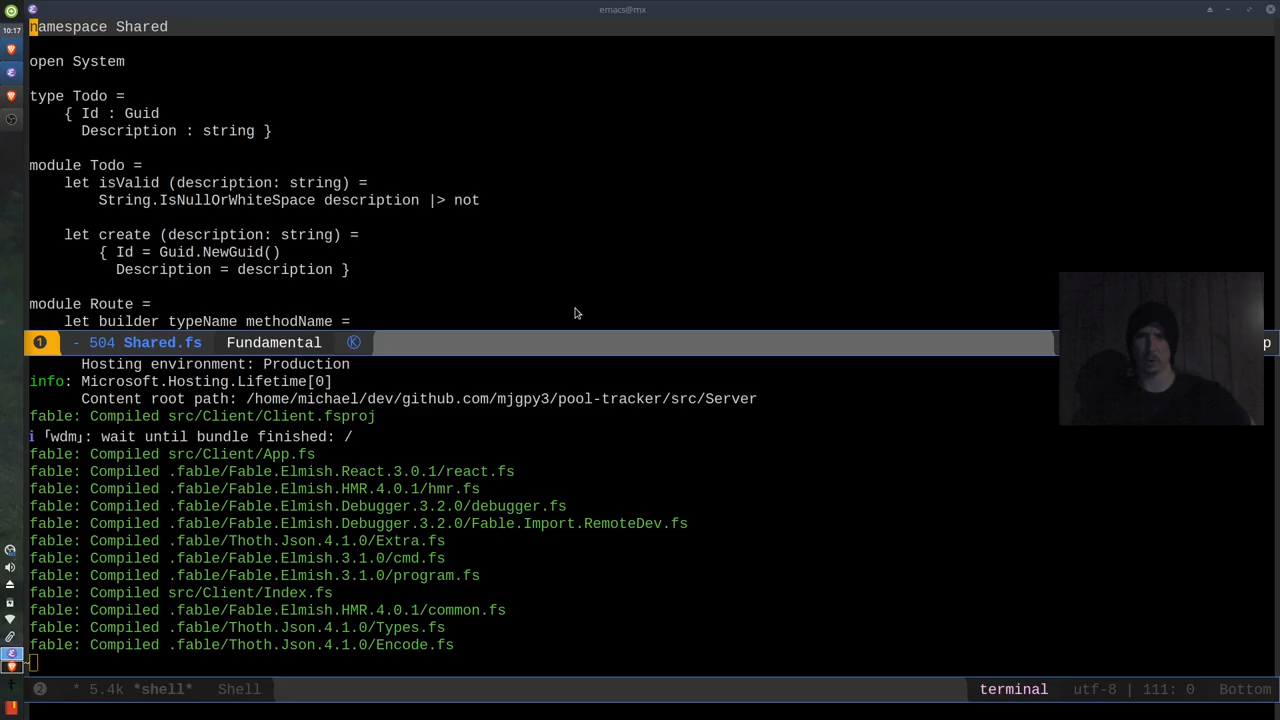 emacs@mx
10:17
namespace Shared
open System
type Todo =
{ Id : Guid
Description : string }
module Todo =
let isValid (description: string) =
String.IsNullOrWhiteSpace description |> not
let create (description: string) =
{ Id = Guid.NewGuid()
Description = description }
module Route =
let builder typeName methodName =
1 - 504 Shared.fs Fundamental K p
Hosting environment: Production
info: Microsoft.Hosting.Lifetime[0]
Content root path: /home/michael/dev/github.com/mjgpy3/pool-tracker/src/Server
fable: Compiled src/Client/Client.fsproj
ℹ 「wdm」: wait until bundle finished: /
fable: Compiled src/Client/App.fs
fable: Compiled .fable/Fable.Elmish.React.3.0.1/react.fs
fable: Compiled .fable/Fable.Elmish.HMR.4.0.1/hmr.fs
fable: Compiled .fable/Fable.Elmish.Debugger.3.2.0/debugger.fs
fable: Compiled .fable/Fable.Elmish.Debugger.3.2.0/Fable.Import.RemoteDev.fs
fable: Compiled .fable/Thoth.Json.4.1.0/Extra.fs
fable: Compiled .fable/Fable.Elmish.3.1.0/cmd.fs
fable: Compiled .fable/Fable.Elmish.3.1.0/program.fs
fable: Compiled src/Client/Index.fs
fable: Compiled .fable/Fable.Elmish.HMR.4.0.1/common.fs
fable: Compiled .fable/Thoth.Json.4.1.0/Types.fs
fable: Compiled .fable/Thoth.Json.4.1.0/Encode.fs
2 * 5.4k *shell* Shell terminal utf-8 | 111: 0 Bottom